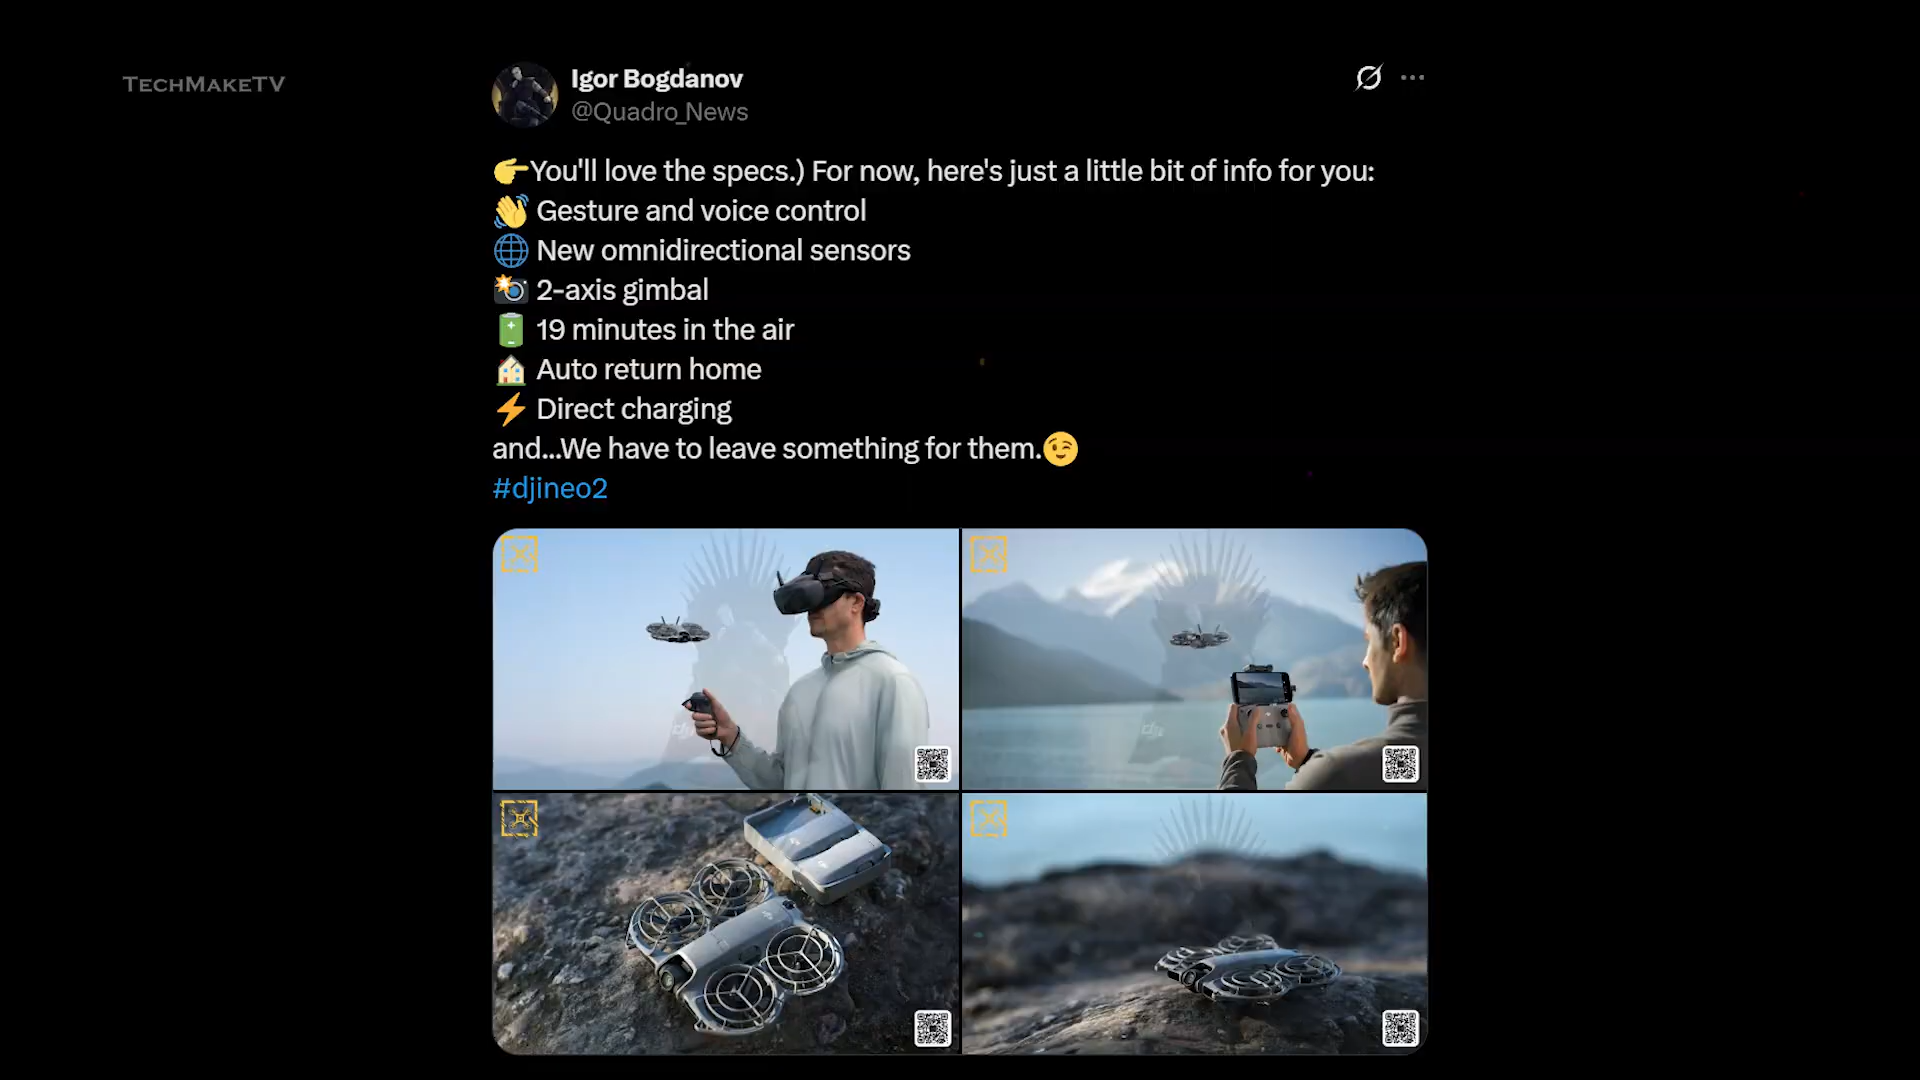 TECHMAKETV
Igor Bogdanov
@Quadro_News
👉You'll love the specs.) For now, here's just a little bit of info for you:
👋 Gesture and voice control
🌐 New omnidirectional sensors
📸 2-axis gimbal
🔋 19 minutes in the air
🏠 Auto return home
⚡ Direct charging
and...We have to leave something for them.😉
#djineo2
dji
dji